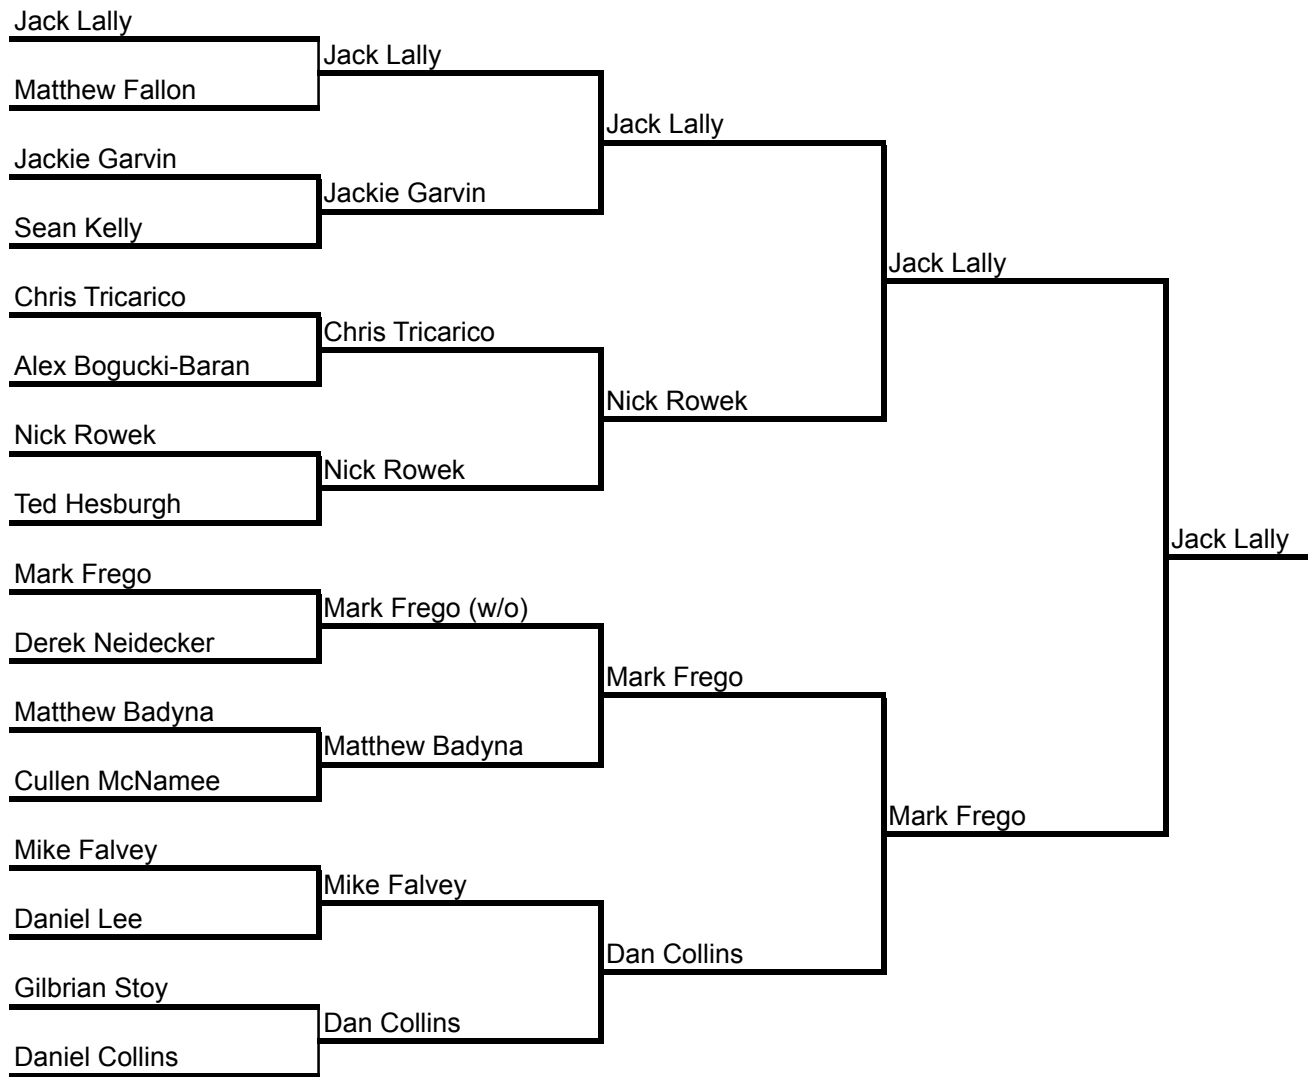 Jack Lally
Matthew Fallon
Jackie Garvin
Sean Kelly
Chris Tricarico
Alex Bogucki-Baran
Nick Rowek
Ted Hesburgh
Mark Frego
Derek Neidecker
Matthew Badyna
Cullen McNamee
Mike Falvey
Daniel Lee
Gilbrian Stoy
Daniel Collins
Jack Lally
Jackie Garvin
Chris Tricarico
Nick Rowek
Mark Frego (w/o)
Matthew Badyna
Mike Falvey
Dan Collins
Jack Lally
Nick Rowek
Mark Frego
Dan Collins
Jack Lally
Mark Frego
Jack Lally